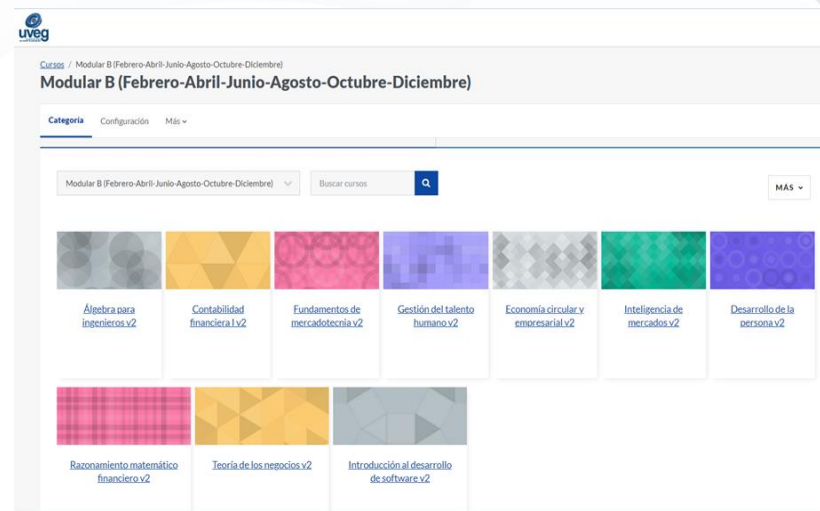 uveg
Cursos / Modular B (Febrero-Abril-Junio-Agosto-Octubre-Diciembre)
Modular B (Febrero-Abril-Junio-Agosto-Octubre-Diciembre)
Categoría Configuración Más
Modular B (Febrero-Abril-Junio-Agosto-Octubre-Diciembre) Buscar cursos
MÁS
Álgebra para
ingenieros v2
Contabilidad
financiera I v2
Fundamentos de
mercadotecnia v2
Gestión del talento
humano v2
Economía circular y
empresarial v2
Inteligencia de
mercados v2
Desarrollo de la
persona v2
Razonamiento matemático
financiero v2
Teoría de los negocios v2
Introducción al desarrollo
de software v2